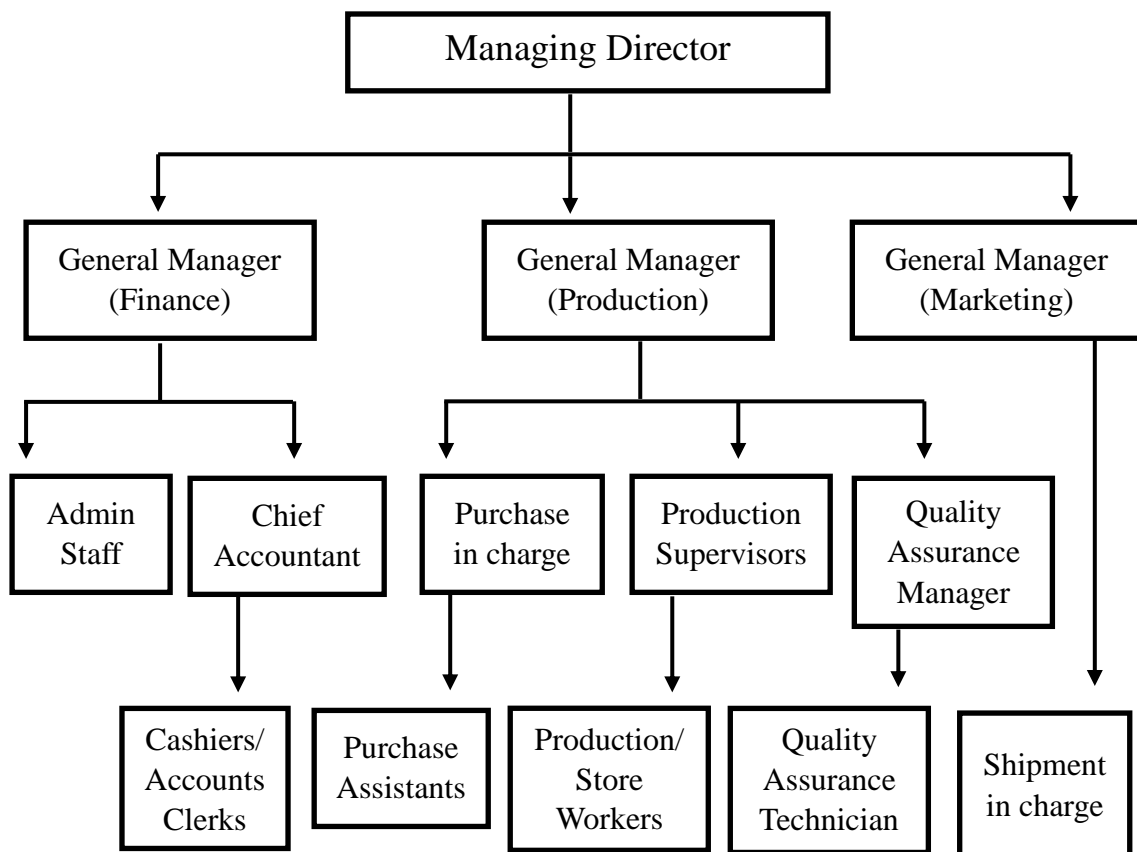 Managing Director
General Manager
(Finance)
General Manager
(Production)
General Manager
(Marketing)
Admin
Staff
Chief
Accountant
Purchase
in charge
Production
Supervisors
Quality
Assurance
Manager
Cashiers/
Accounts
Clerks
Purchase
Assistants
Production/
Store
Workers
Quality
Assurance
Technician
Shipment
in charge